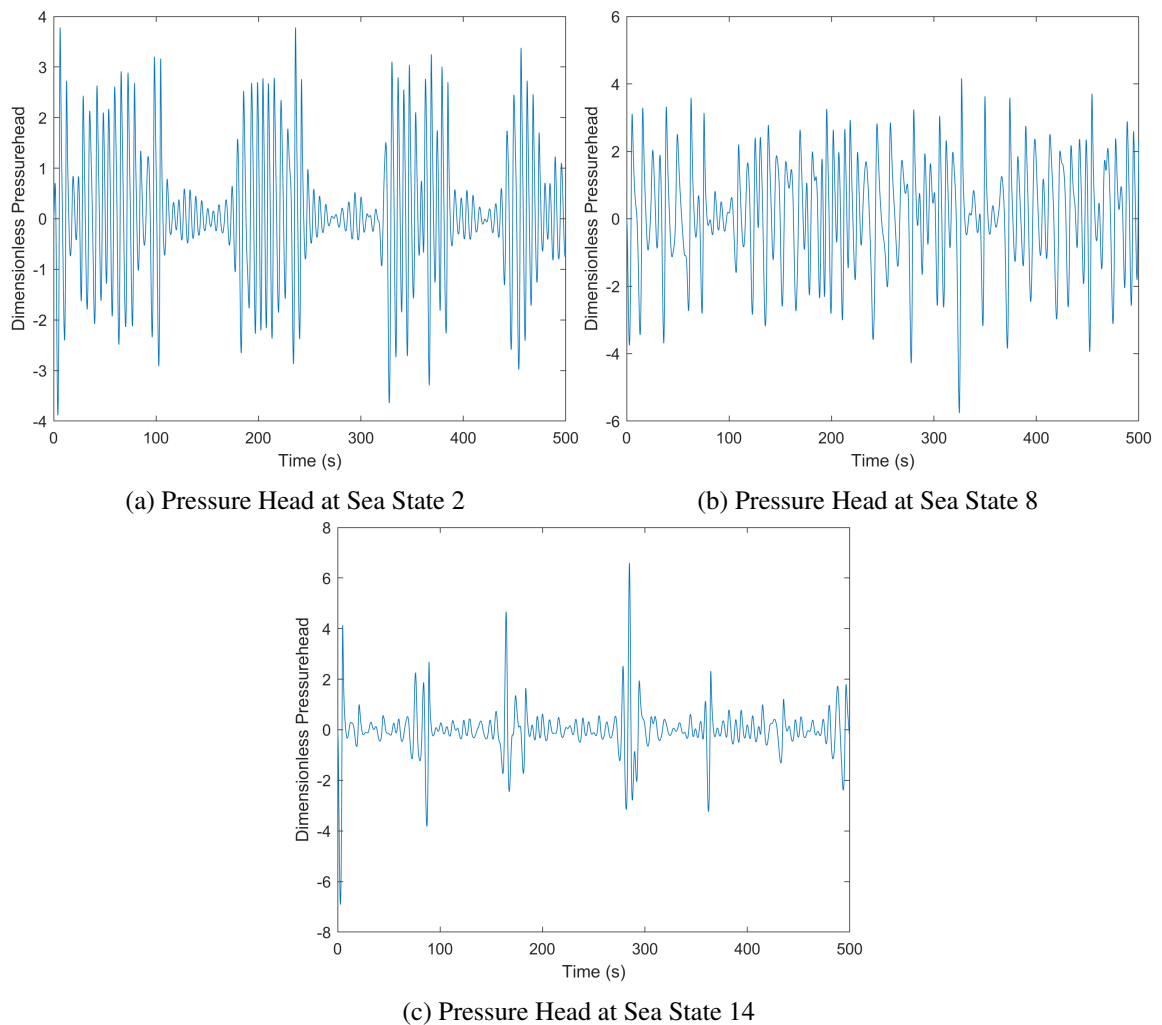 4
3
2
1
0
-1
-2
-3
-4
0 100 200 300 400 500
Dimensionless Pressurehead
Time (s)
(a) Pressure Head at Sea State 2
6
4
2
0
-2
-4
-6
0 100 200 300 400 500
Dimensionless Pressurehead
Time (s)
(b) Pressure Head at Sea State 8
8
6
4
2
0
-2
-4
-6
-8
0 100 200 300 400 500
Dimensionless Pressurehead
Time (s)
(c) Pressure Head at Sea State 14